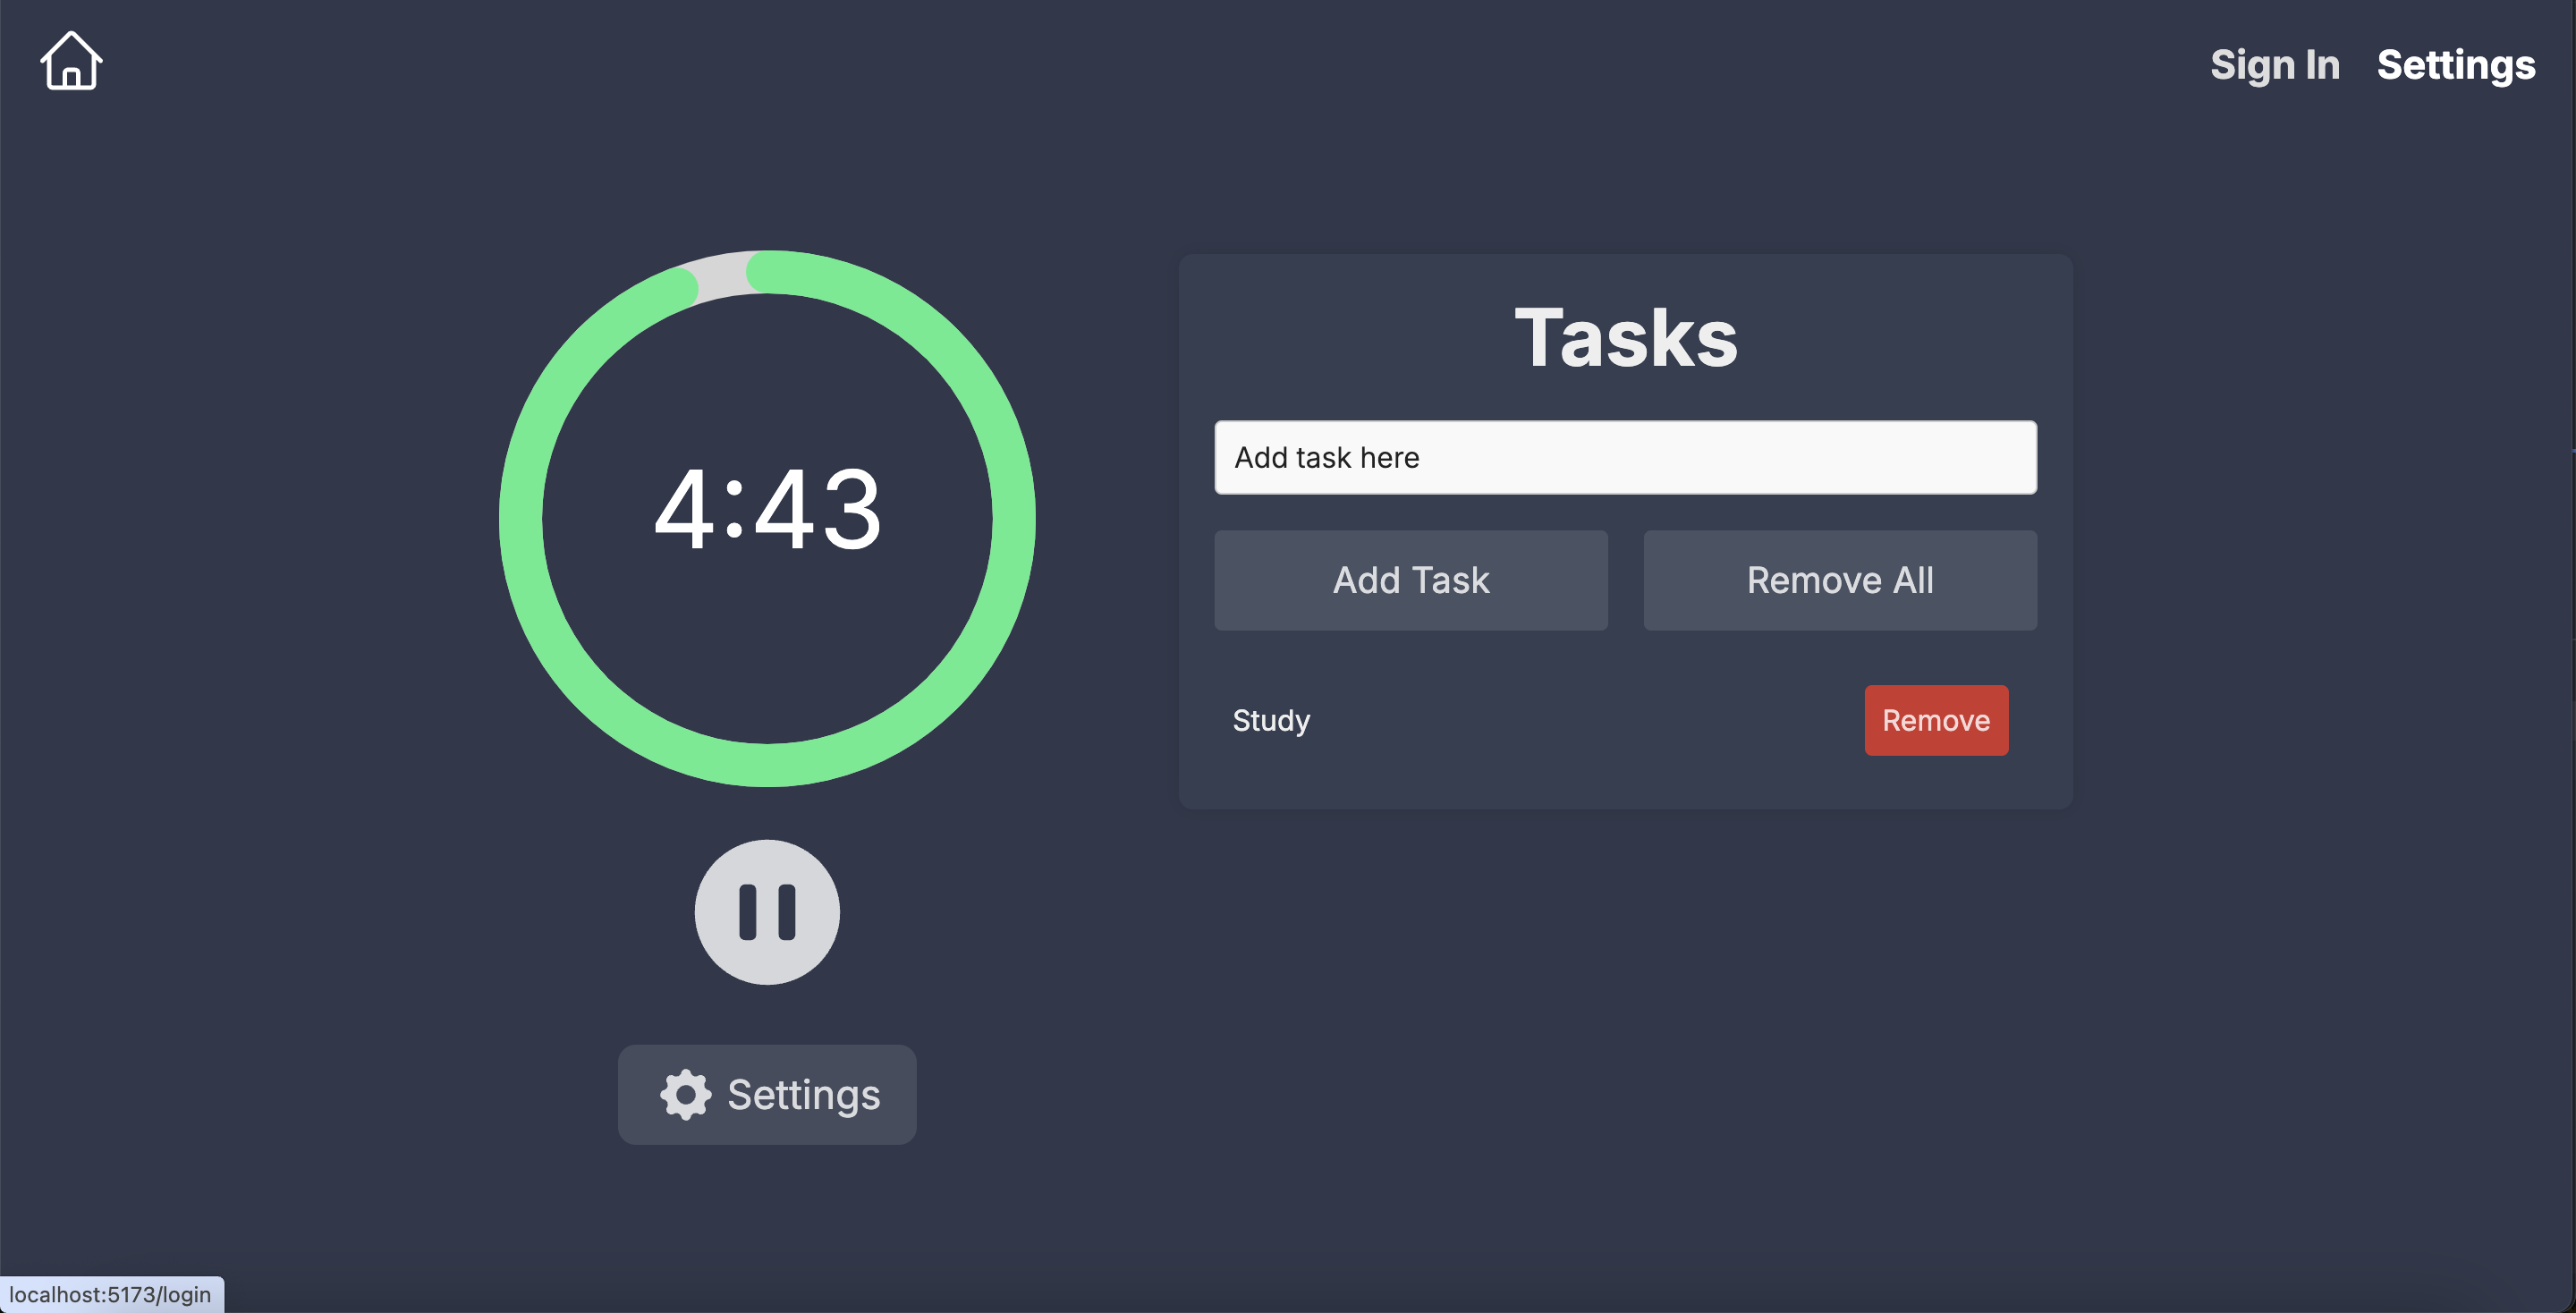 Sign In Settings
4:43
Settings
Tasks
Add task here
Add Task Remove All
Study Remove
localhost:5173/login